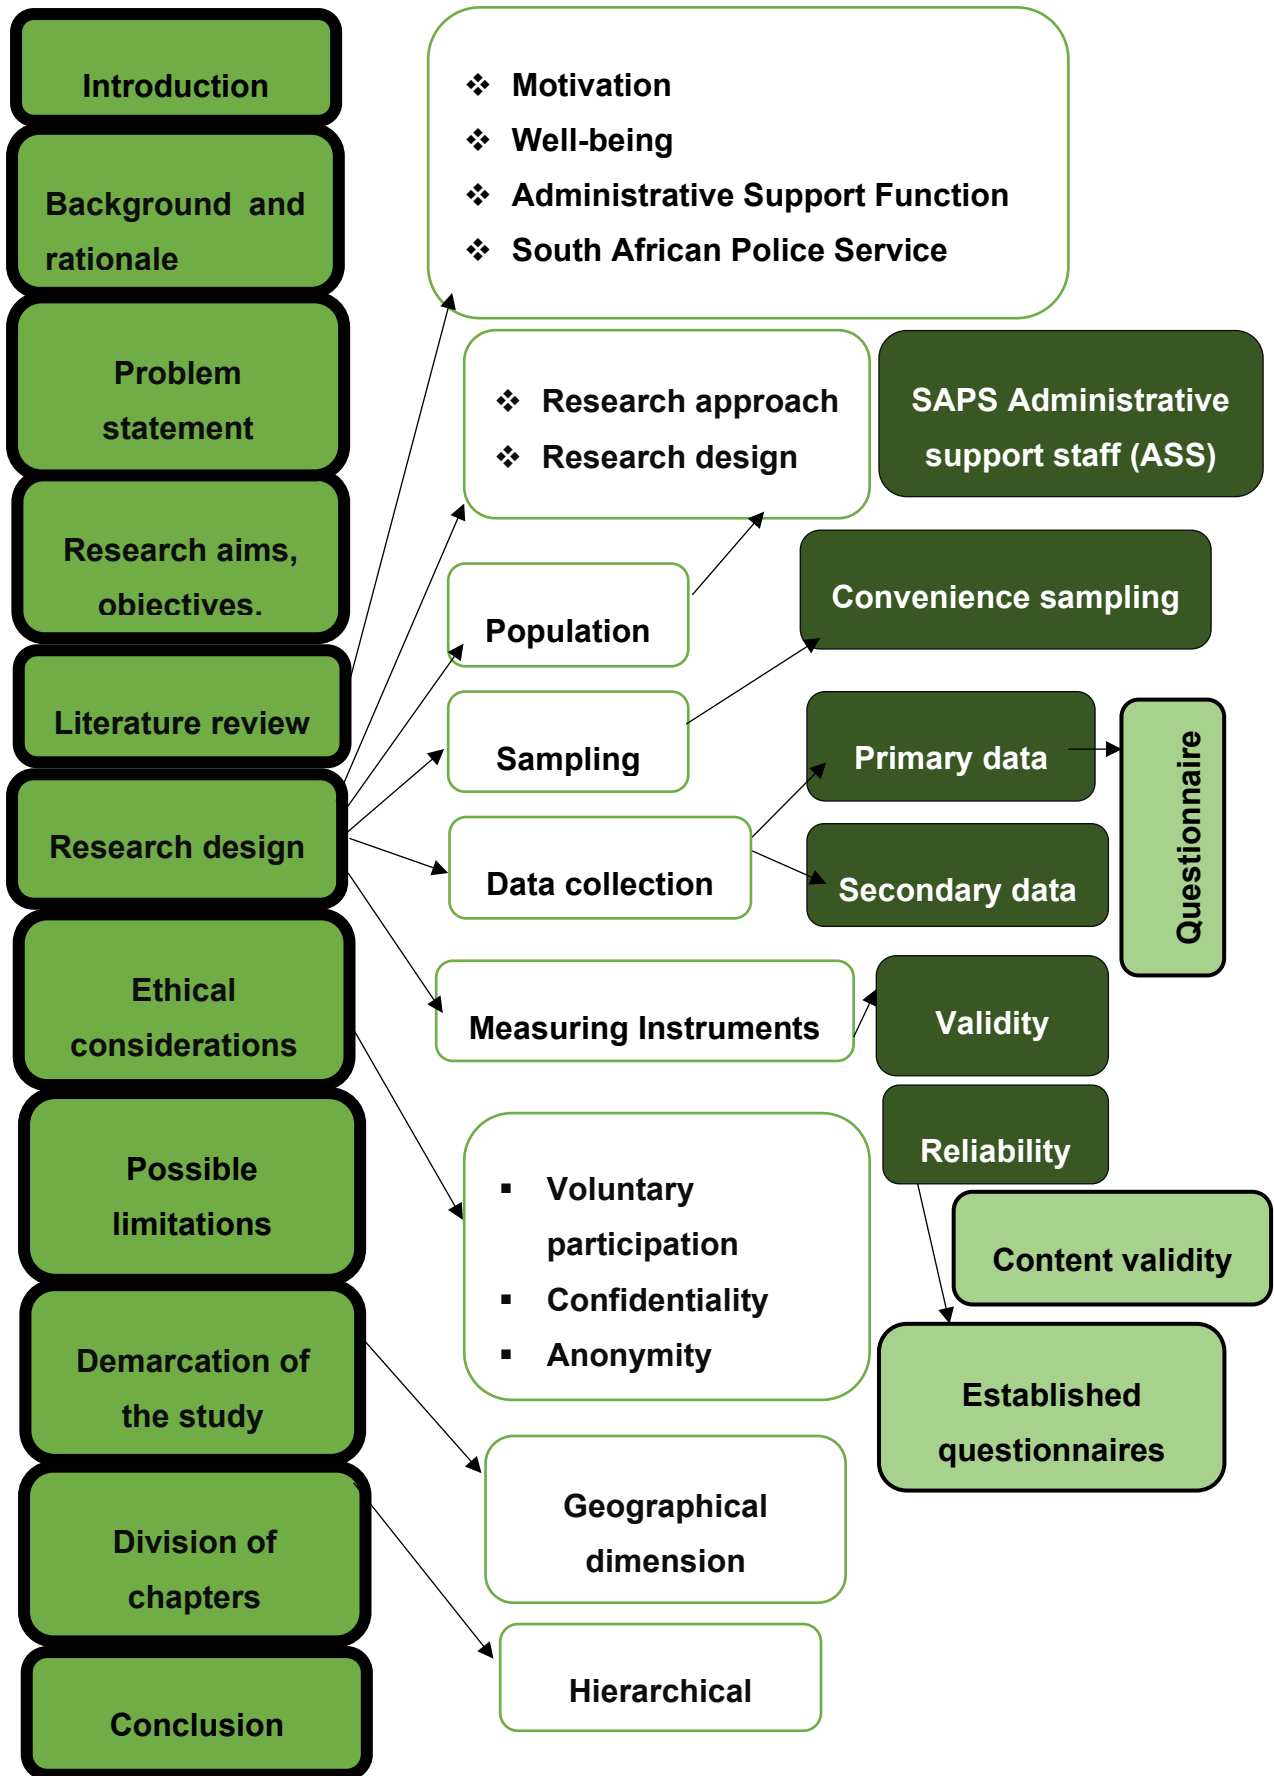 Introduction
Background and
rationale
Problem
statement
Research aims,
objectives.
Literature review
Research design
Ethical
considerations
Possible
limitations
Demarcation of
the study
Division of
chapters
Conclusion
❖ Motivation
❖ Well-being
❖ Administrative Support Function
❖ South African Police Service
❖ Research approach
❖ Research design
Population
Sampling
Data collection
Measuring Instruments
▪ Voluntary
participation
▪ Confidentiality
▪ Anonymity
Geographical
dimension
Hierarchical
SAPS Administrative
support staff (ASS)
Convenience sampling
Primary data
Secondary data
Questionnaire
Validity
Reliability
Content validity
Established
questionnaires